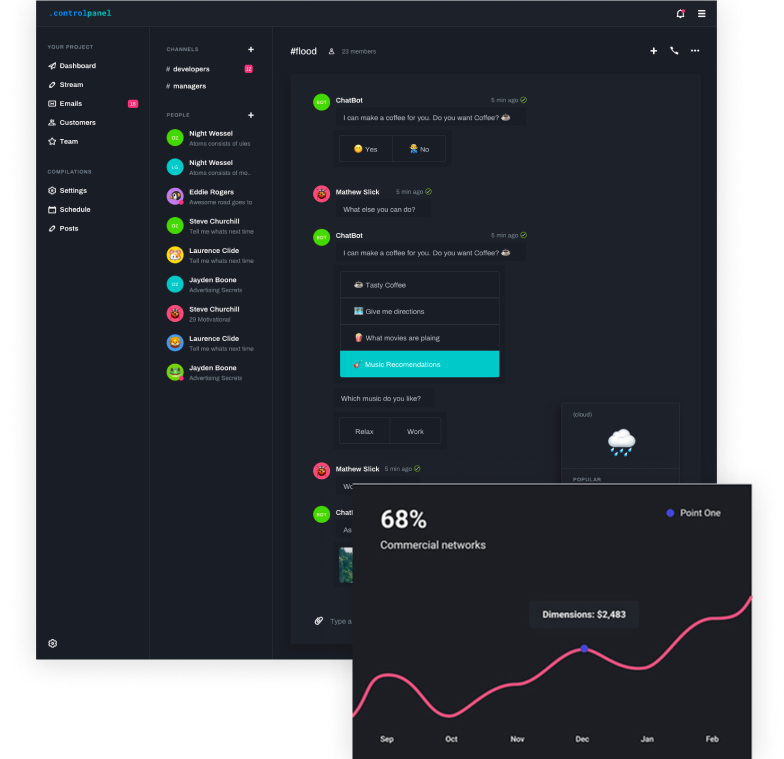 .controlpanel
YOUR PROJECT
Dashboard
Stream
Emails
Customers
Team
COMPILATIONS
Settings
Schedule
Posts
CHANNELS +
# developers
# managers
PEOPLE +
OZ
Night Wessel
Atoms consists of ules
LG
Night Wessel
Atoms consists of mo..
Eddie Rogers
Awesome road goes to
OZ
Steve Churchill
Tell me whats next time
Laurence Clide
Tell me whats next time
OZ
Jayden Boone
Advertising Secrets
Steve Churchill
29 Motivational
Laurence Clide
Tell me whats next time
Jayden Boone
Advertising Secrets
#flood 23 members
BOT
ChatBot 5 min ago
I can make a coffee for you. Do you want Coffee? ☕
😶 Yes 🙅‍♂️ No
Mathew Slick 5 min ago
What else you can do?
BOT
ChatBot 5 min ago
I can make a coffee for you. Do you want Coffee? ☕
Tasty Coffee
Give me directions
What movies are plaing
Music Recomendations
Which music do you like?
Relax Work
Mathew Slick 5 min ago
BOT
As
Type a
(cloud)
POPULAR
68%
Point One
Commercial networks
Dimensions: $2,483
Sep Oct Nov Dec Jan Feb